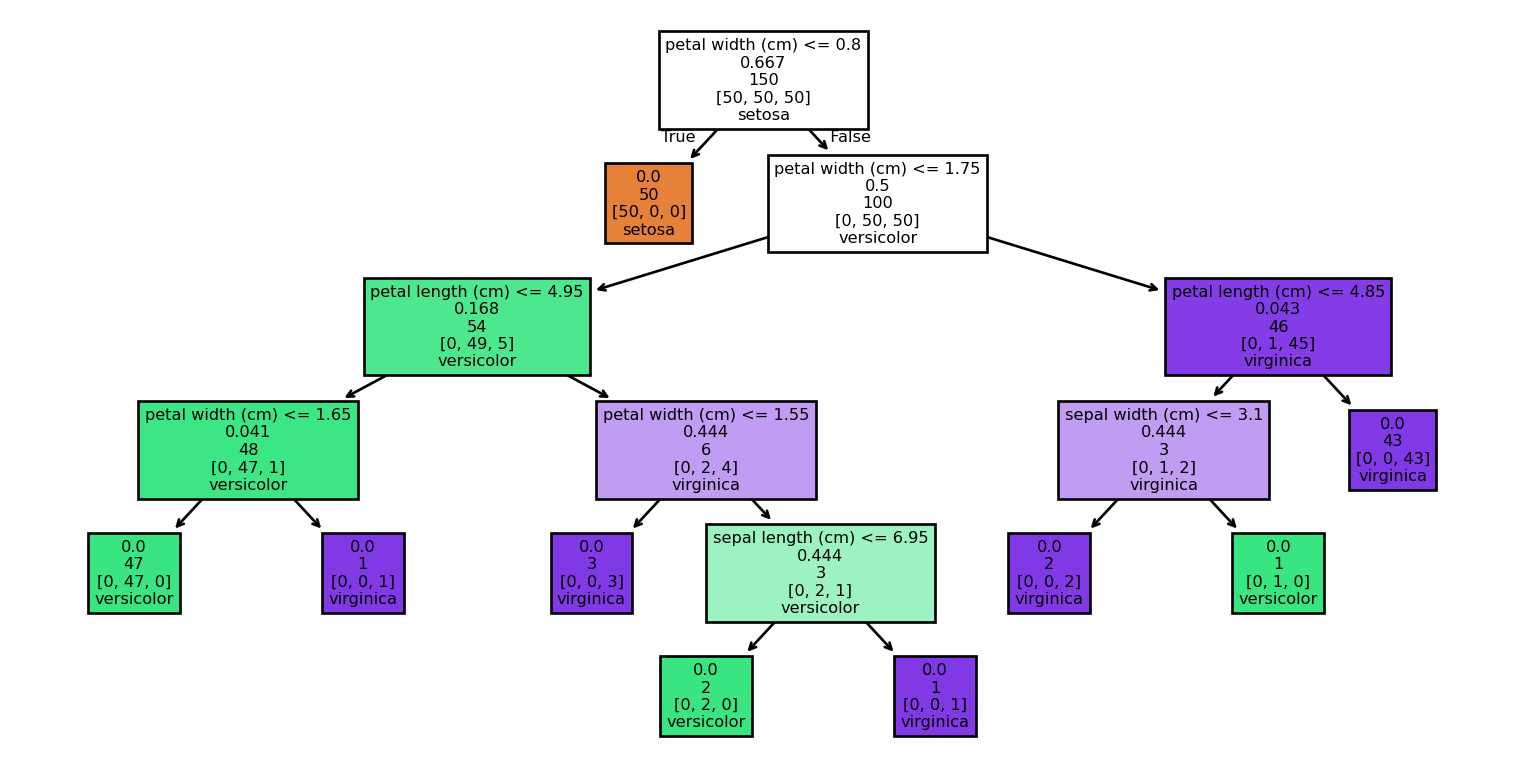 petal width (cm) <= 0.8
0.667
150
[50, 50, 50]
setosa
True
False
0.0
50
[50, 0, 0]
setosa
petal width (cm) <= 1.75
0.5
100
[0, 50, 50]
versicolor
petal length (cm) <= 4.95
0.168
54
[0, 49, 5]
versicolor
petal length (cm) <= 4.85
0.043
46
[0, 1, 45]
virginica
petal width (cm) <= 1.65
0.041
48
[0, 47, 1]
versicolor
petal width (cm) <= 1.55
0.444
6
[0, 2, 4]
virginica
sepal width (cm) <= 3.1
0.444
3
[0, 1, 2]
virginica
0.0
43
[0, 0, 43]
virginica
0.0
47
[0, 47, 0]
versicolor
0.0
1
[0, 0, 1]
virginica
0.0
3
[0, 0, 3]
virginica
sepal length (cm) <= 6.95
0.444
3
[0, 2, 1]
versicolor
0.0
2
[0, 0, 2]
virginica
0.0
1
[0, 1, 0]
versicolor
0.0
2
[0, 2, 0]
versicolor
0.0
1
[0, 0, 1]
virginica